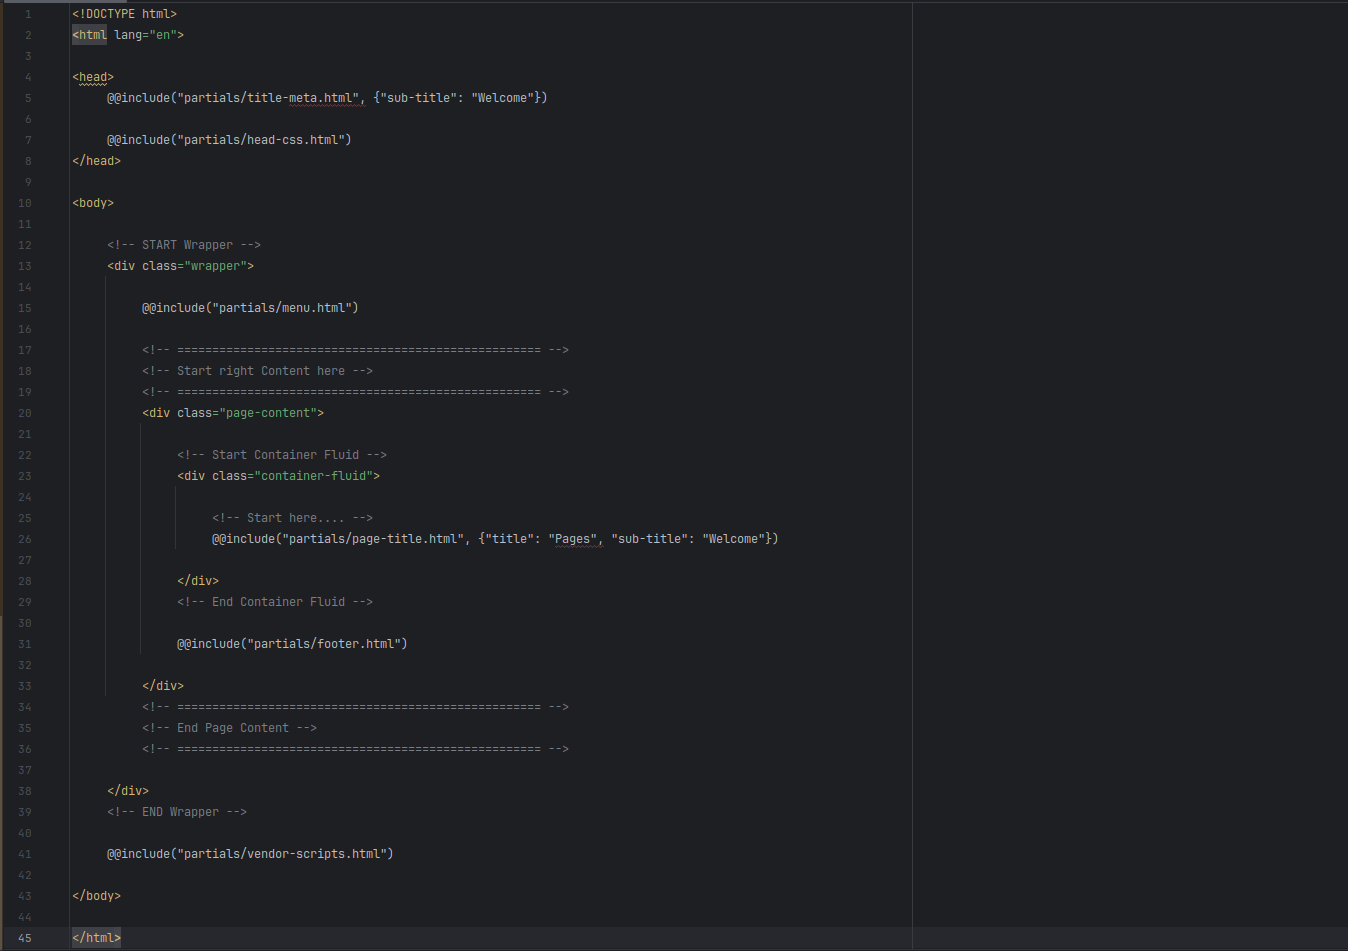 1 <!DOCTYPE html>
2 <html lang="en">
3
4 <head>
5 @@include("partials/title-meta.html", {"sub-title": "Welcome"})
6
7 @@include("partials/head-css.html")
8 </head>
9
10 <body>
11
12 <!-- START Wrapper -->
13 <div class="wrapper">
14
15 @@include("partials/menu.html")
16
17 <!-- ==================================================== -->
18 <!-- Start right Content here -->
19 <!-- ==================================================== -->
20 <div class="page-content">
21
22 <!-- Start Container Fluid -->
23 <div class="container-fluid">
24
25 <!-- Start here.... -->
26 @@include("partials/page-title.html", {"title": "Pages", "sub-title": "Welcome"})
27
28 </div>
29 <!-- End Container Fluid -->
30
31 @@include("partials/footer.html")
32
33 </div>
34 <!-- ==================================================== -->
35 <!-- End Page Content -->
36 <!-- ==================================================== -->
37
38 </div>
39 <!-- END Wrapper -->
40
41 @@include("partials/vendor-scripts.html")
42
43 </body>
44
45 </html>